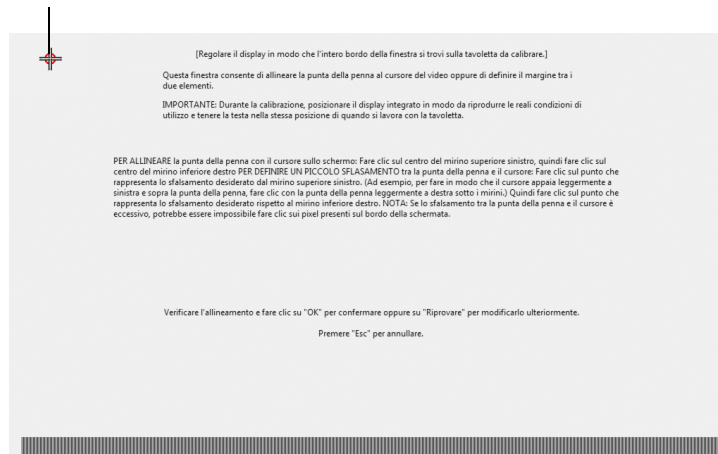 [Regolare il display in modo che l'intero bordo della finestra si trovi sulla tavoletta da calibrare.]
Questa finestra consente di allineare la punta della penna al cursore del video oppure di definire il margine tra i
due elementi.
IMPORTANTE: Durante la calibrazione, posizionare il display integrato in modo da riprodurre le reali condizioni di
utilizzo e tenere la testa nella stessa posizione di quando si lavora con la tavoletta.
PER ALLINEARE la punta della penna con il cursore sullo schermo: Fare clic sul centro del mirino superiore sinistro, quindi fare clic sul
centro del mirino inferiore destro PER DEFINIRE UN PICCOLO SFLASAMENTO tra la punta della penna e il cursore: Fare clic sul punto che
rappresenta lo sfalsamento desiderato dal mirino superiore sinistro. (Ad esempio, per fare in modo che il cursore appaia leggermente a
sinistra e sopra la punta della penna, fare clic con la punta della penna leggermente a destra sotto i mirini.) Quindi fare clic sul punto che
rappresenta lo sfalsamento desiderato rispetto al mirino inferiore destro. NOTA: Se lo sfalsamento tra la punta della penna e il cursore è
eccessivo, potrebbe essere impossibile fare clic sui pixel presenti sul bordo della schermata.
Verificare l'allineamento e fare clic su "OK" per confermare oppure su "Riprovare" per modificarlo ulteriormente.
Premere "Esc" per annullare.